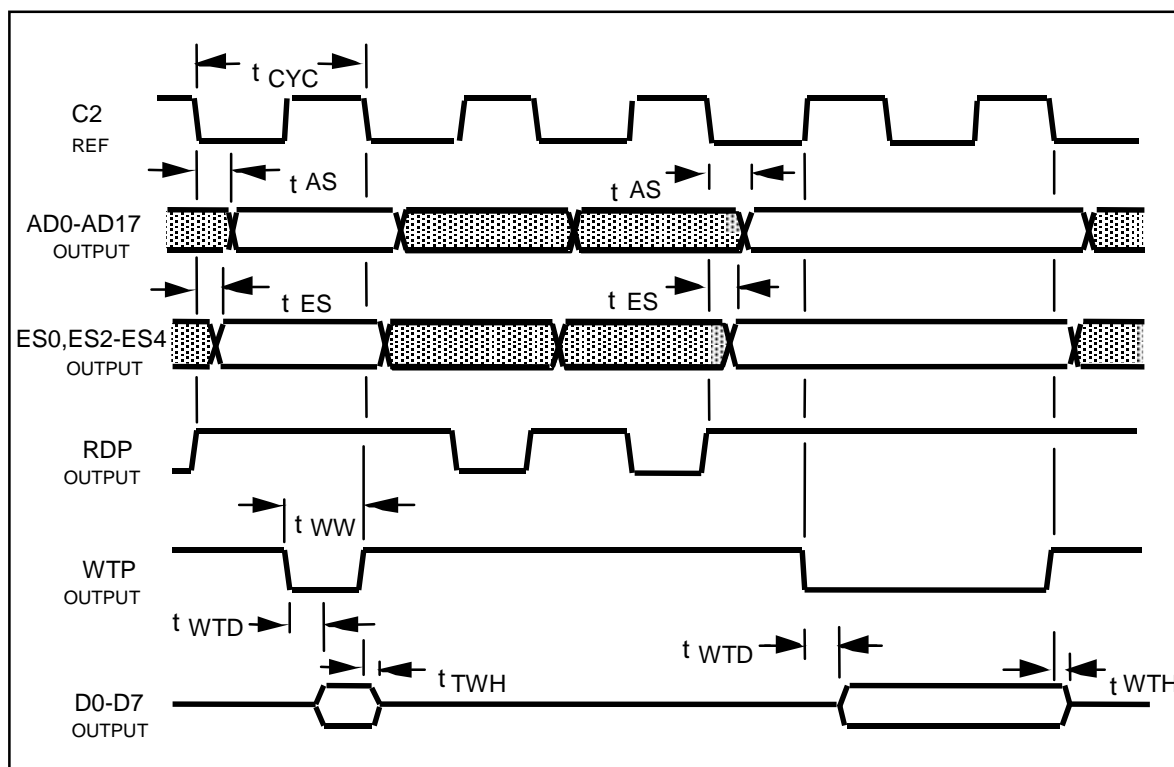 t CYC
C2
REF
t AS
t AS
AD0-AD17
OUTPUT
t ES
t ES
ES0,ES2-ES4
OUTPUT
RDP
OUTPUT
t WW
WTP
OUTPUT
t WTD
t WTD
t TWH
t WTH
D0-D7
OUTPUT